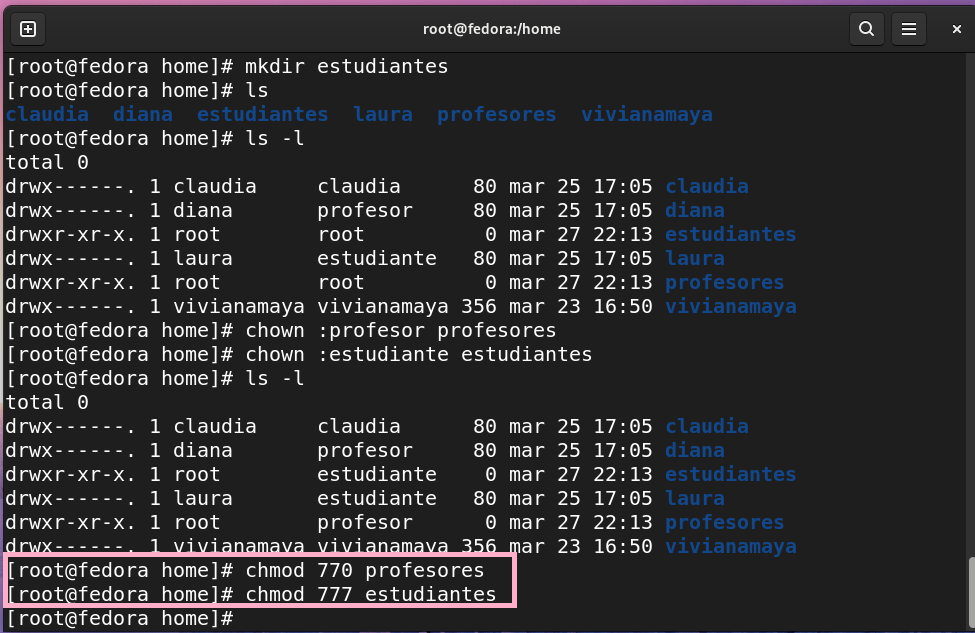 root@fedora:/home
[root@fedora home]# mkdir estudiantes
[root@fedora home]# ls
claudia  diana  estudiantes  laura  profesores  vivianamaya
[root@fedora home]# ls -l
total 0
drwx------. 1 claudia     claudia      80 mar 25 17:05 claudia
drwx------. 1 diana       profesor     80 mar 25 17:05 diana
drwxr-xr-x. 1 root        root          0 mar 27 22:13 estudiantes
drwx------. 1 laura       estudiante   80 mar 25 17:05 laura
drwxr-xr-x. 1 root        root          0 mar 27 22:13 profesores
drwx------. 1 vivianamaya vivianamaya 356 mar 23 16:50 vivianamaya
[root@fedora home]# chown :profesor profesores
[root@fedora home]# chown :estudiante estudiantes
[root@fedora home]# ls -l
total 0
drwx------. 1 claudia     claudia      80 mar 25 17:05 claudia
drwx------. 1 diana       profesor     80 mar 25 17:05 diana
drwxr-xr-x. 1 root        estudiante    0 mar 27 22:13 estudiantes
drwx------. 1 laura       estudiante   80 mar 25 17:05 laura
drwxr-xr-x. 1 root        profesor      0 mar 27 22:13 profesores
drwx------. 1 vivianamaya vivianamaya 356 mar 23 16:50 vivianamaya
[root@fedora home]# chmod 770 profesores
[root@fedora home]# chmod 777 estudiantes
[root@fedora home]#